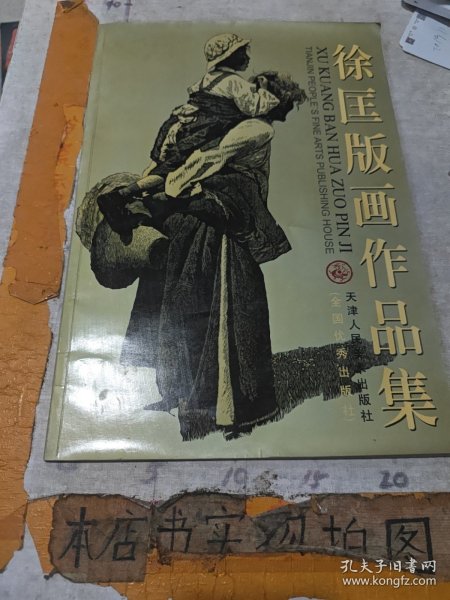 徐匡版画作品集
XU KUANG BAN HUA ZUO PIN JI
TIANJIN PEOPLE'S FINE ARTS PUBLISHING HOUSE
天津人民美术出版社
(全国优秀出版社)
5 10 15 20
本店书实物拍图
孔夫子旧书网
www.kongfz.com